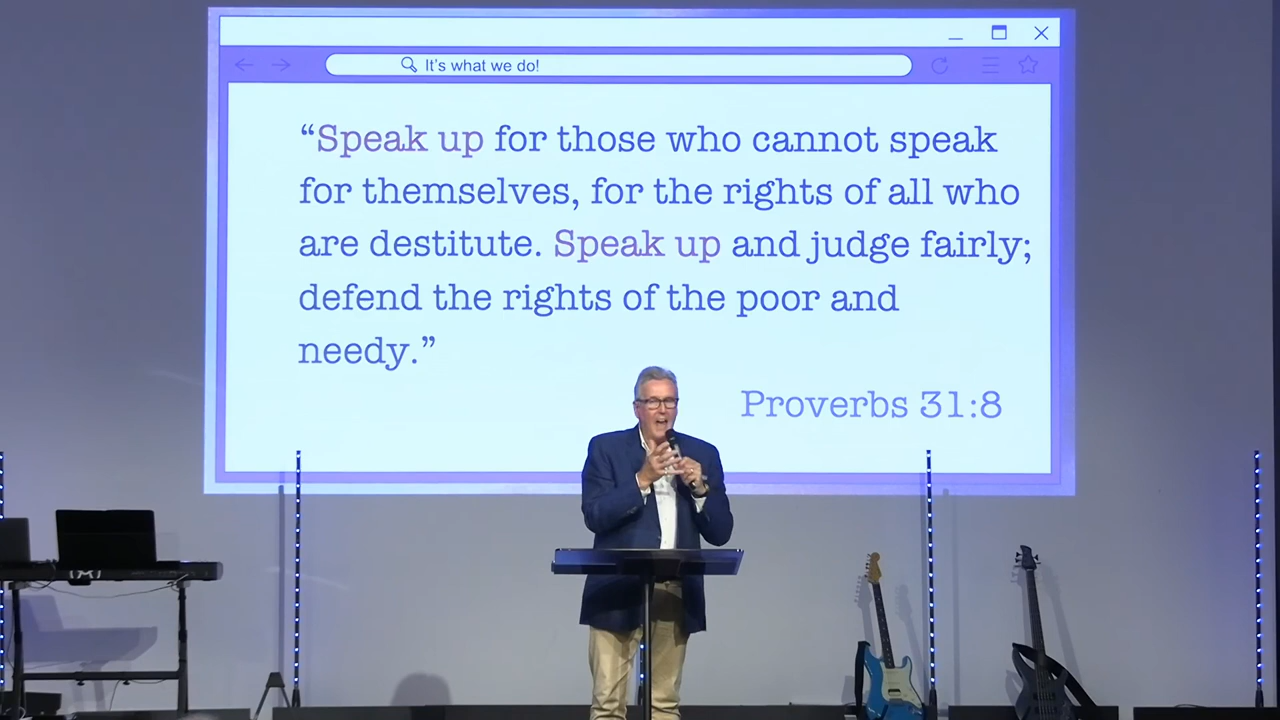 It's what we do!
“Speak up for those who cannot speak
for themselves, for the rights of all who
are destitute. Speak up and judge fairly;
defend the rights of the poor and
needy.”
Proverbs 31:8